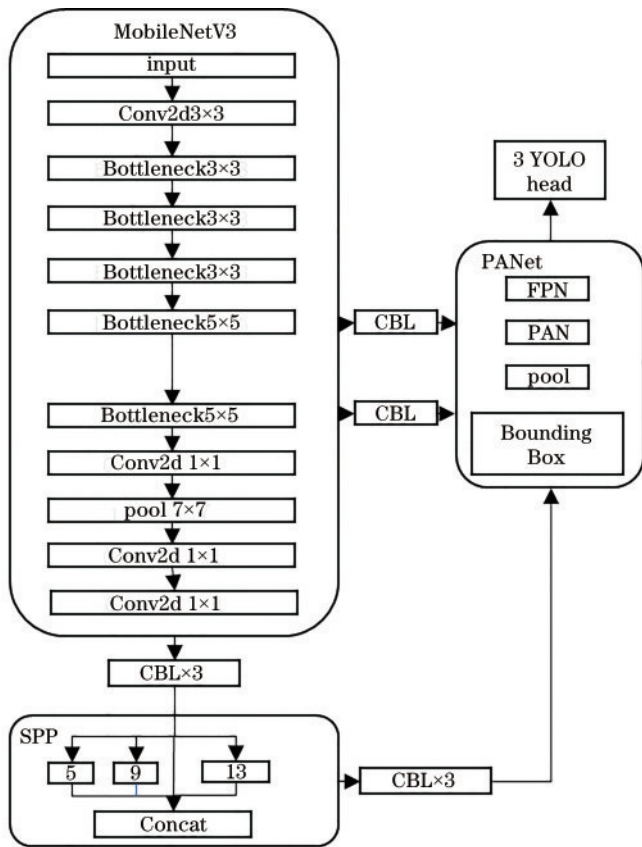 MobileNetV3
input
Conv2d3×3
Bottleneck3×3
Bottleneck3×3
Bottleneck3×3
Bottleneck5×5
Bottleneck5×5
Conv2d 1×1
pool 7×7
Conv2d 1×1
Conv2d 1×1
CBL
CBL
3 YOLO
head
PANet
FPN
PAN
pool
Bounding
Box
CBL×3
SPP
5
9
13
Concat
CBL×3